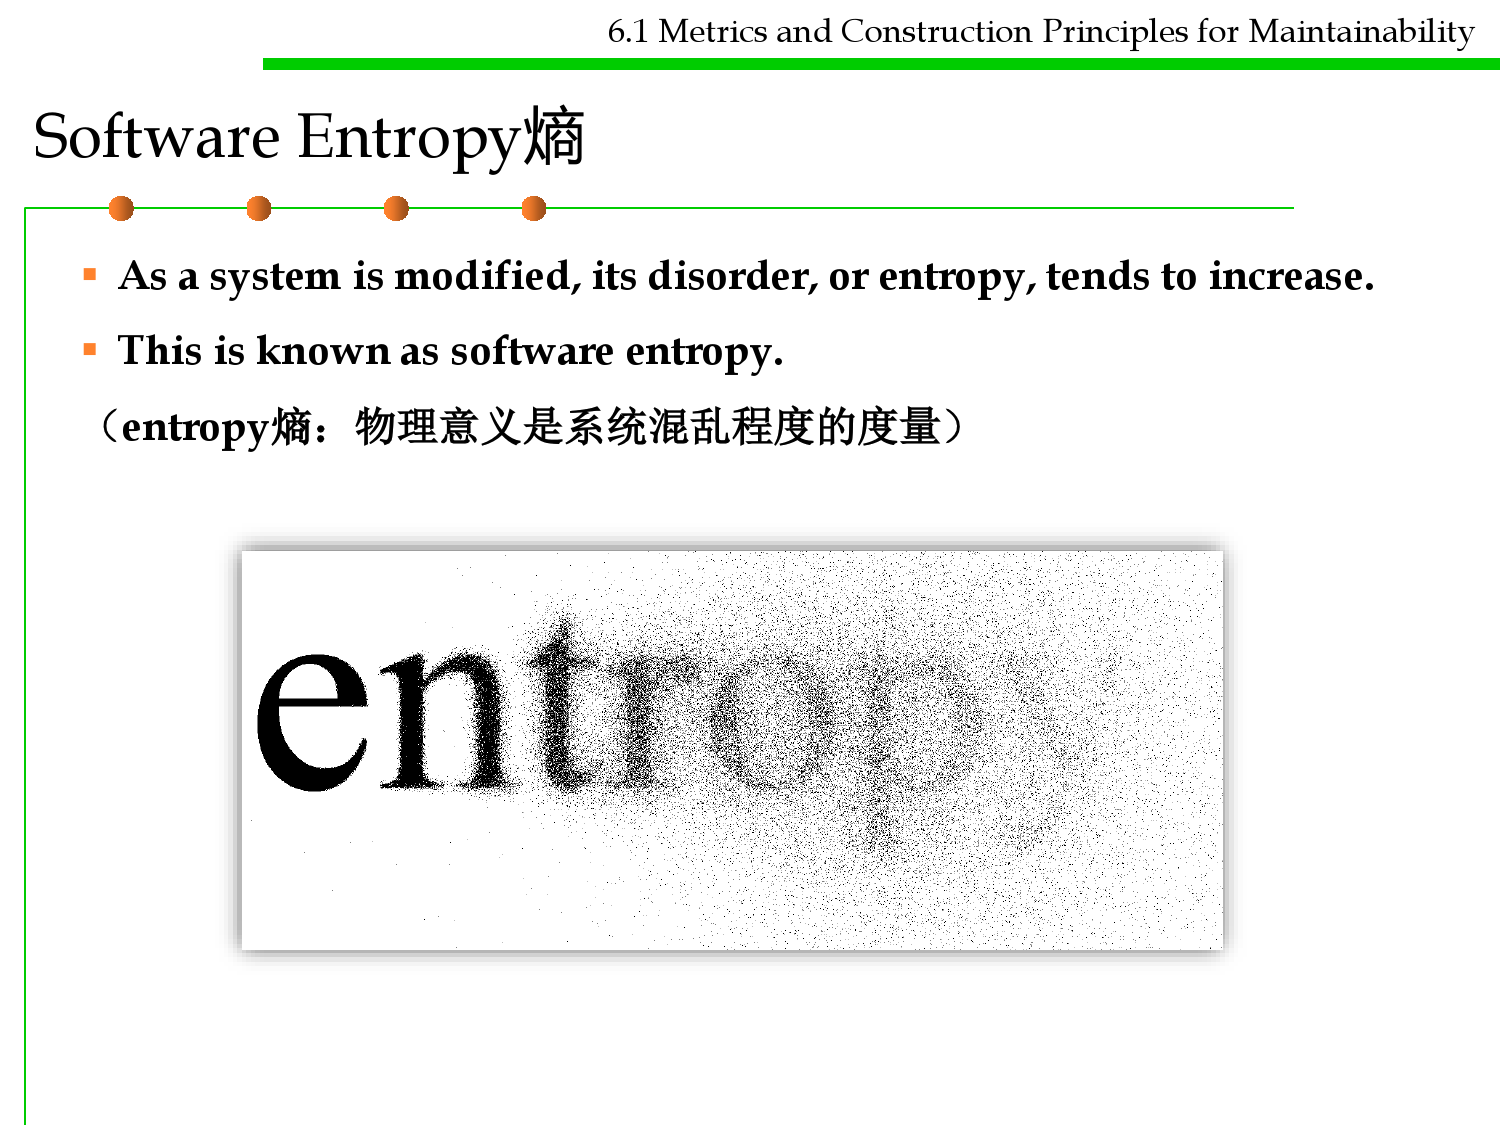 6.1 Metrics and Construction Principles for Maintainability
Software Entropy熵
As a system is modified, its disorder, or entropy, tends to increase.
This is known as software entropy.
（entropy熵：物理意义是系统混乱程度的度量）
entropy